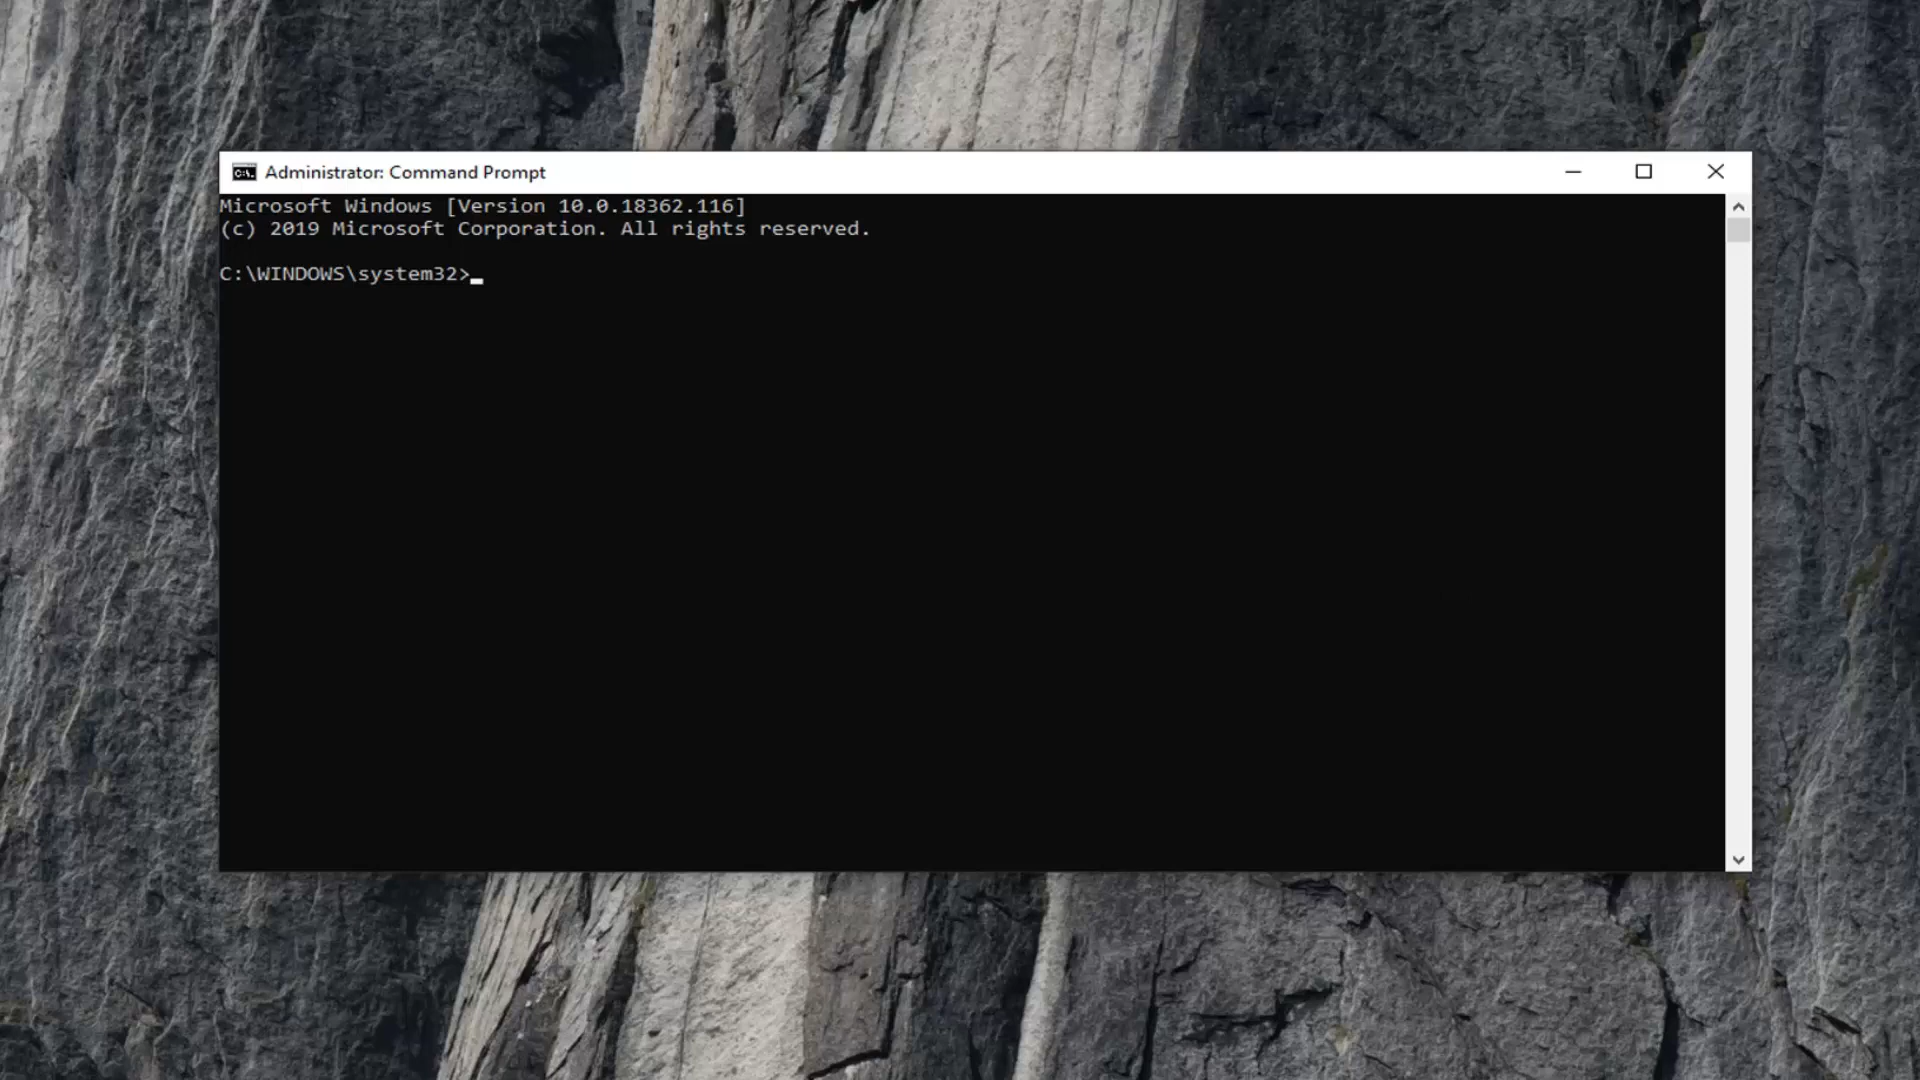 Administrator: Command Prompt
Microsoft Windows [Version 10.0.18362.116]
(c) 2019 Microsoft Corporation. All rights reserved.
C:\WINDOWS\system32>